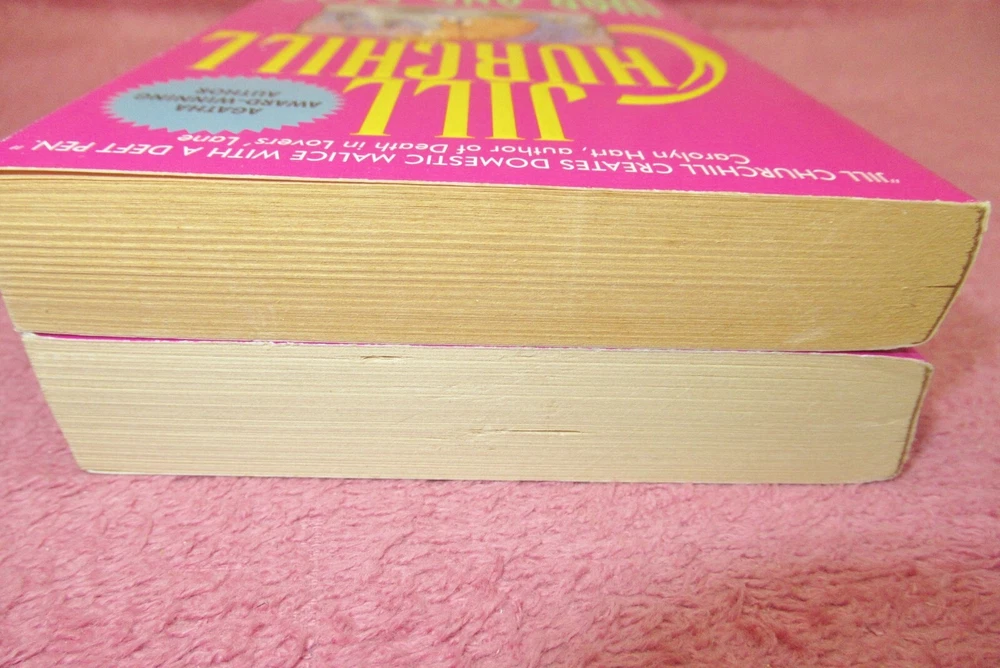 "JILL CHURCHILL CREATES DOMESTIC MALICE WITH A DEFT PEN."
Carolyn Hart, author of Death in Lovers' Lane
JILL
CHURCHILL
AGATHA
AWARD-WINNING
AUTHOR